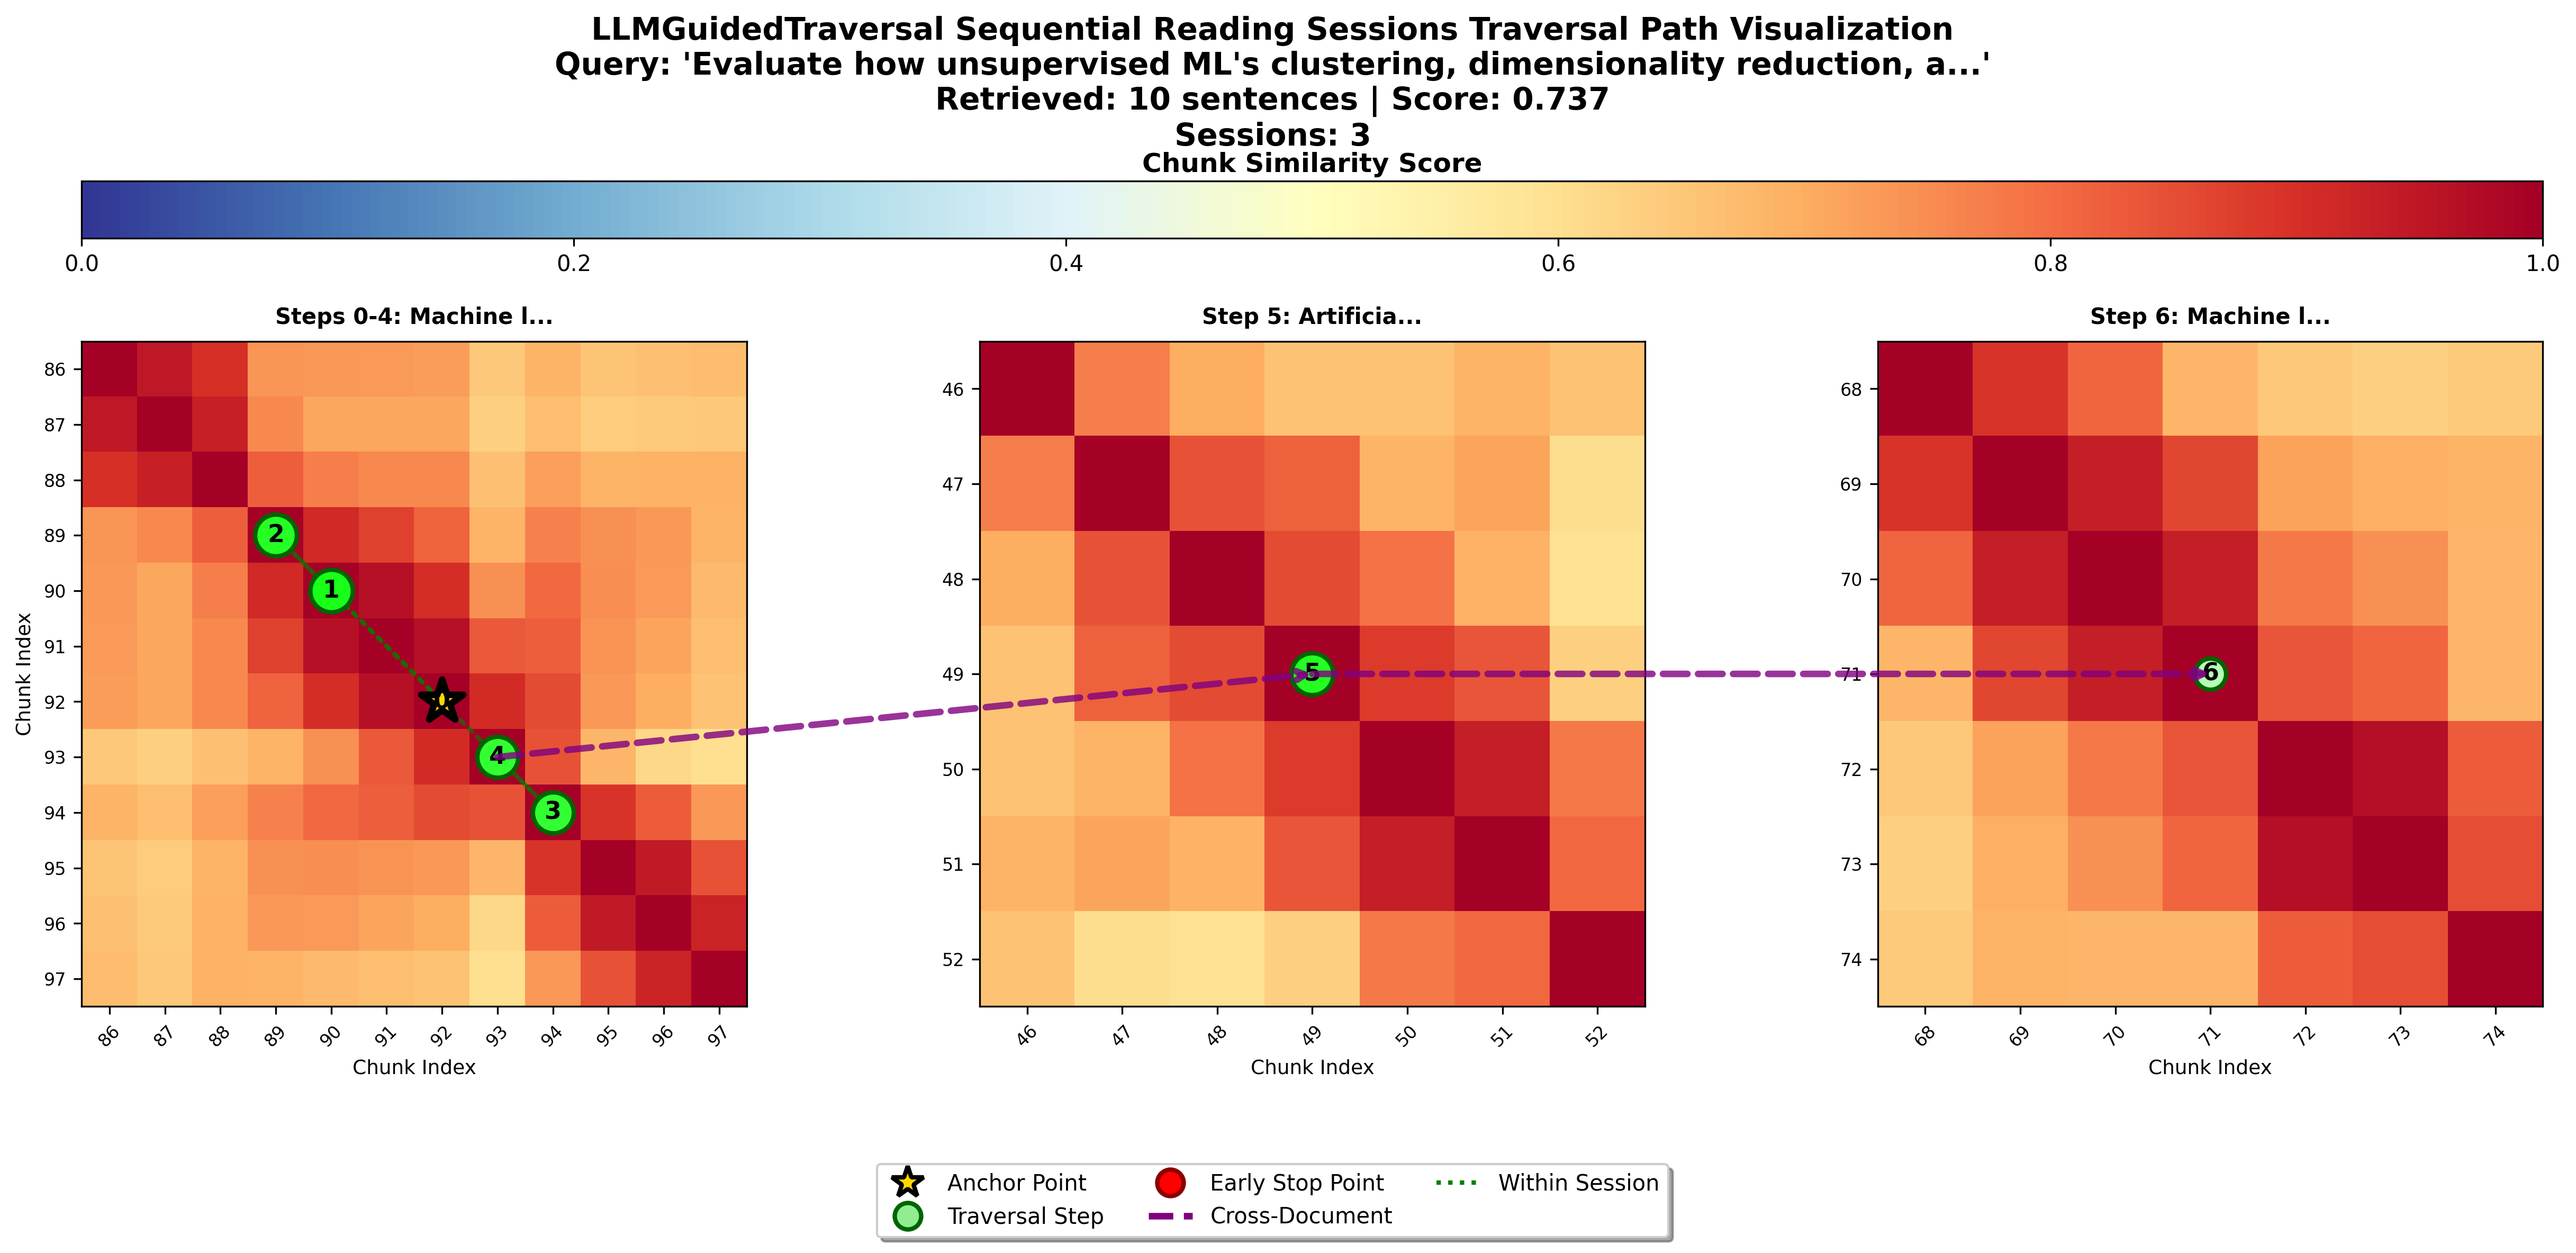 LLMGuidedTraversal Sequential Reading Sessions Traversal Path Visualization
Query: 'Evaluate how unsupervised ML's clustering, dimensionality reduction, a...'
Retrieved: 10 sentences | Score: 0.737
Sessions: 3
Chunk Similarity Score
0.0 0.2 0.4 0.6 0.8 1.0
Steps 0-4: Machine l...
Chunk Index
86
87
88
89
90
91
92
93
94
95
96
97
2
1
0
4
3
86 87 88 89 90 91 92 93 94 95 96 97
Chunk Index
Step 5: Artificia...
46
47
48
49
50
51
52
5
46 47 48 49 50 51 52
Chunk Index
Step 6: Machine l...
68
69
70
71
72
73
74
6
68 69 70 71 72 73 74
Chunk Index
Anchor Point
Traversal Step
Early Stop Point
Cross-Document
Within Session